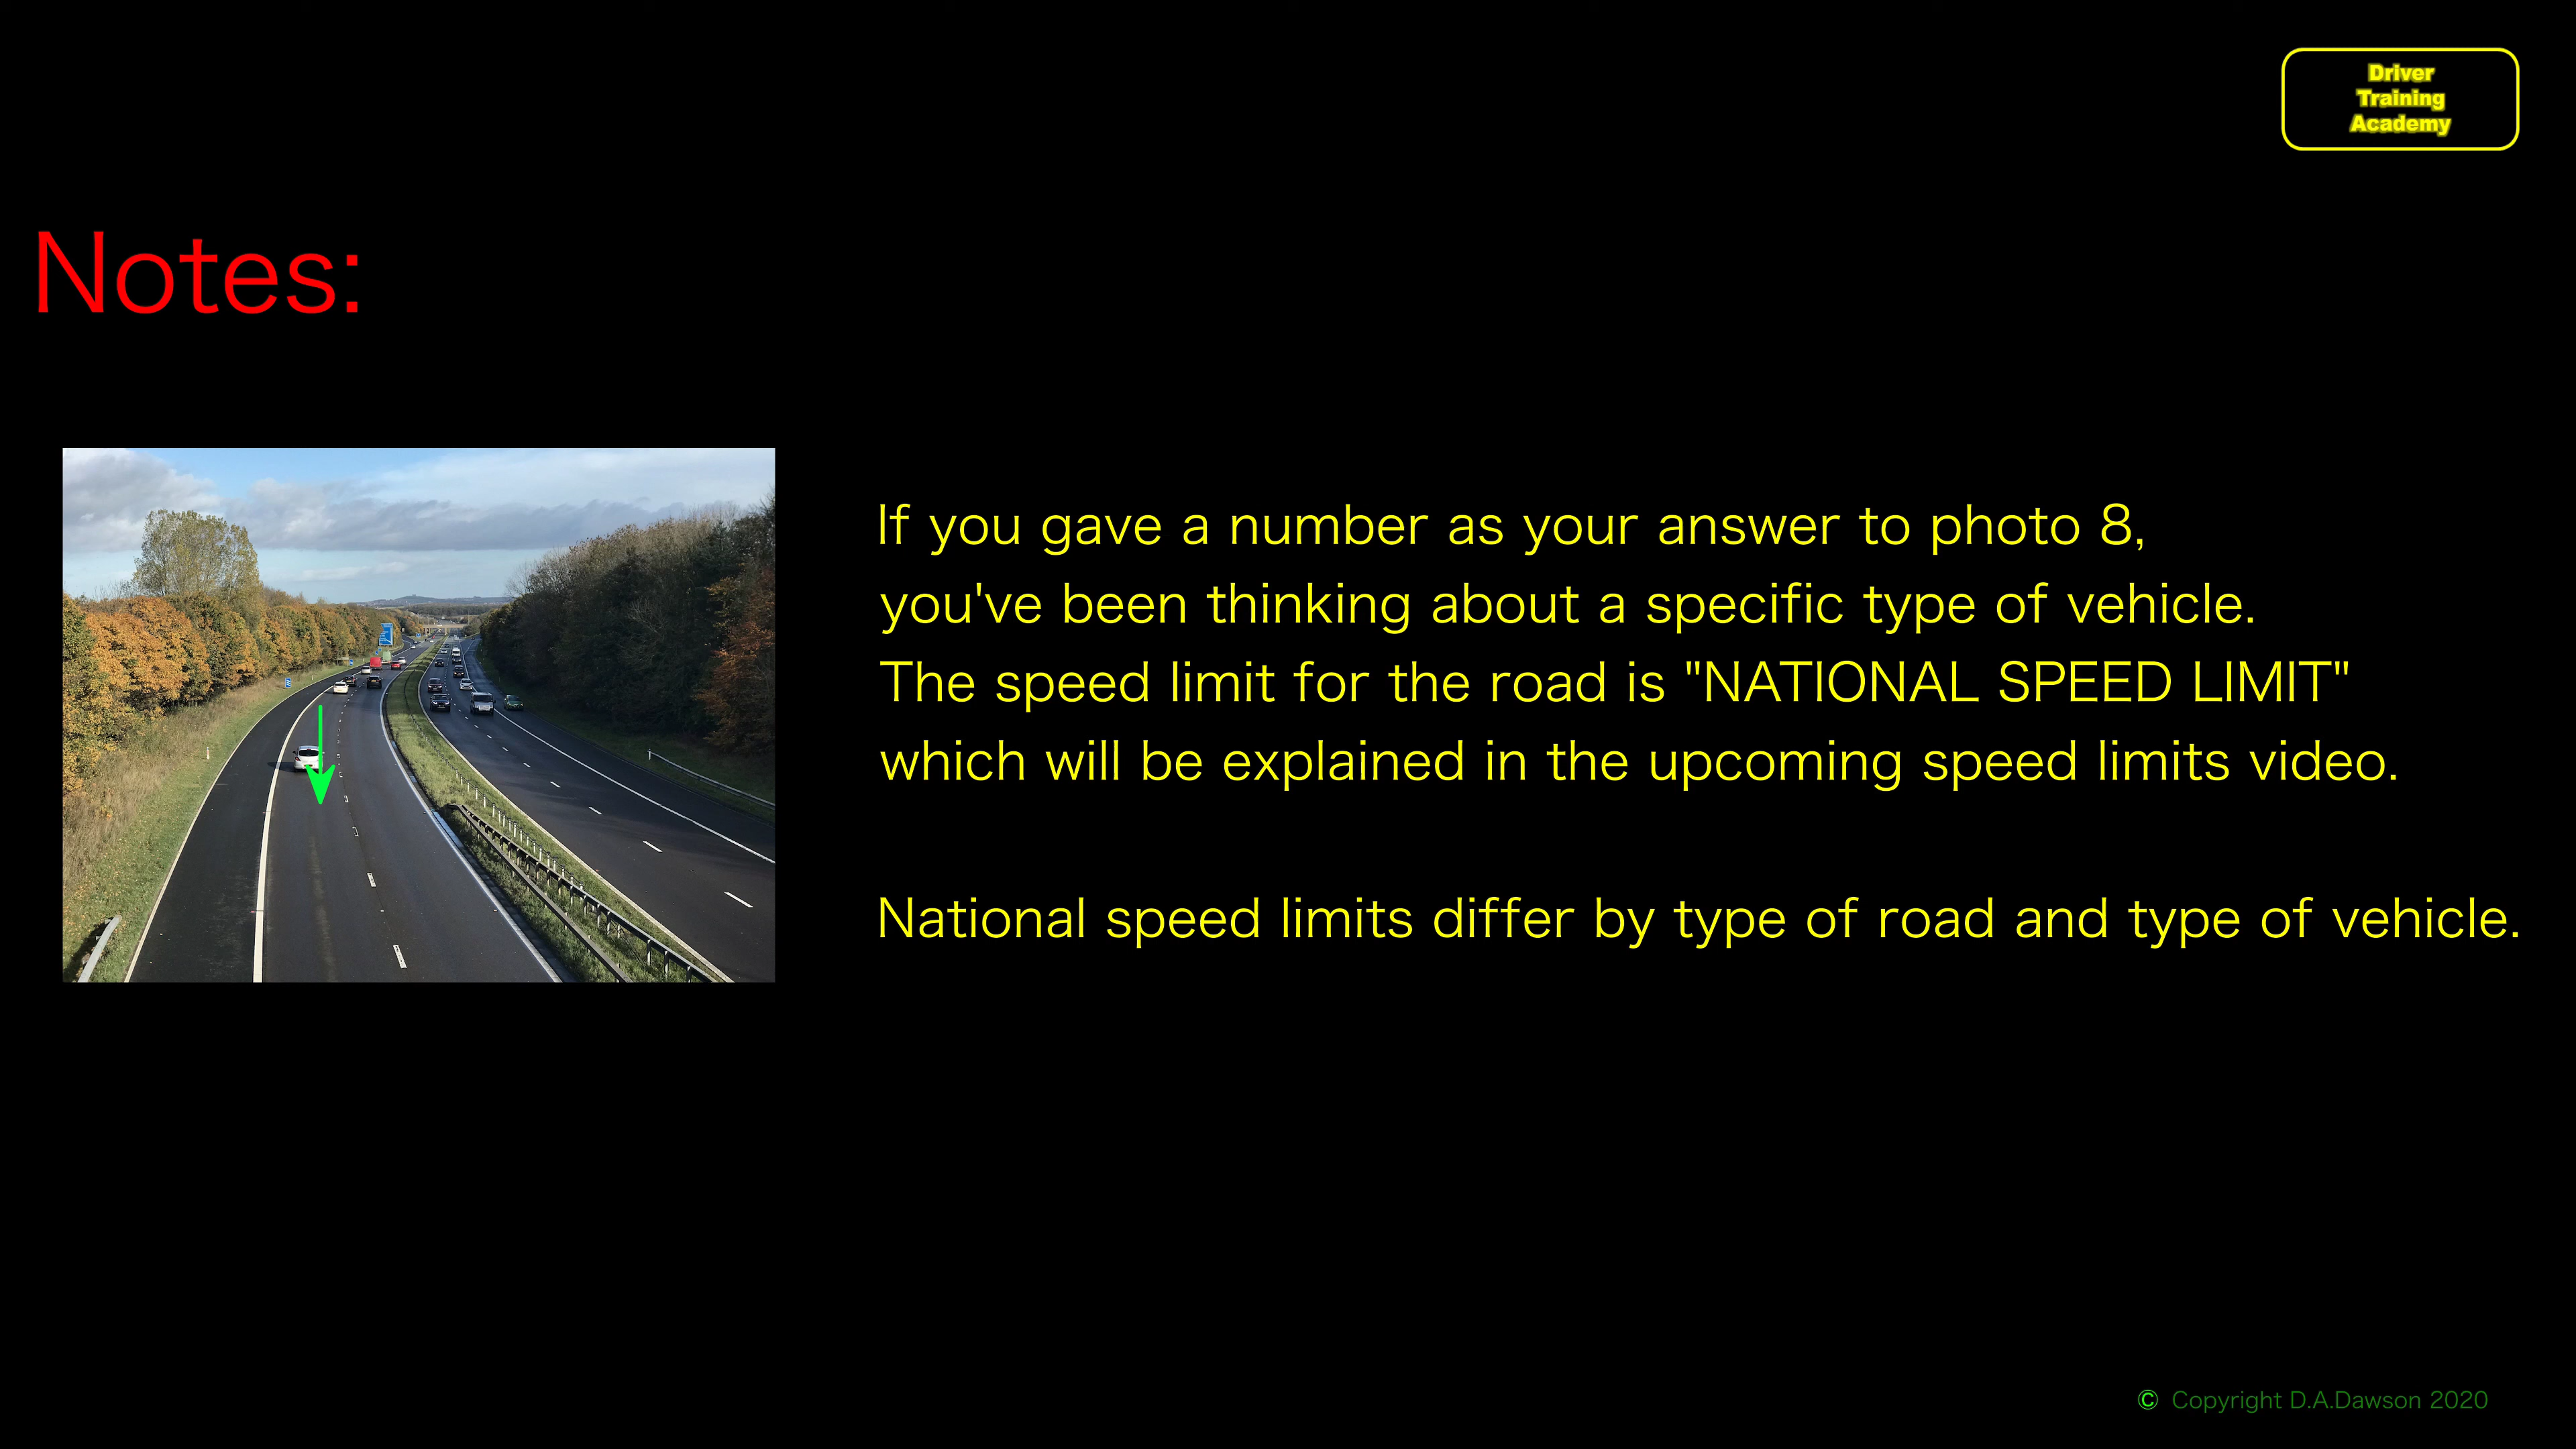 Driver
Training
Academy
Notes:
If you gave a number as your answer to photo 8,
you've been thinking about a specific type of vehicle.
The speed limit for the road is "NATIONAL SPEED LIMIT"
which will be explained in the upcoming speed limits video.
National speed limits differ by type of road and type of vehicle.
© Copyright D.A.Dawson 2020